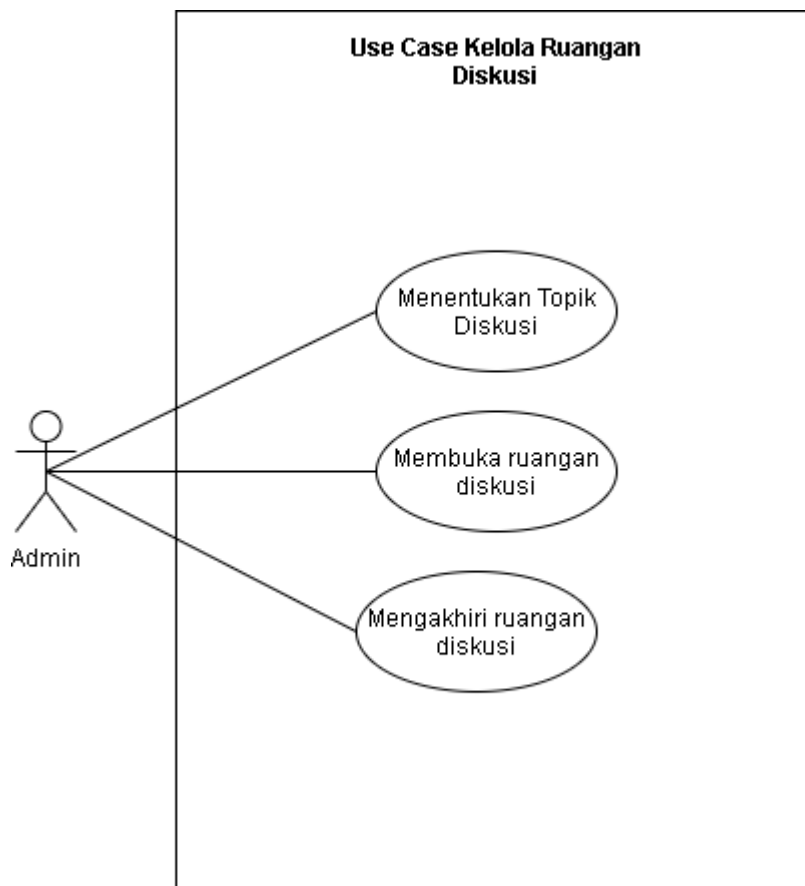 Use Case Kelola Ruangan
Diskusi
Menentukan Topik
Diskusi
Membuka ruangan
diskusi
Admin
Mengakhiri ruangan
diskusi